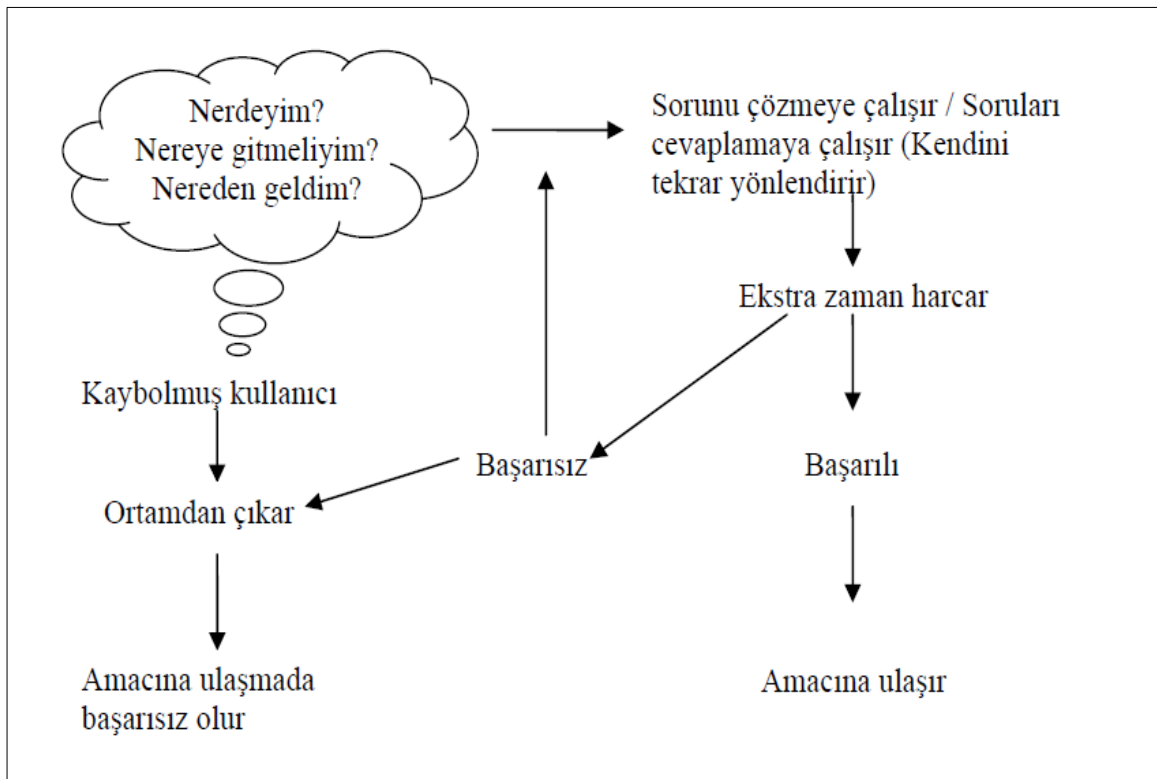 Nerdeyim?
Nereye gitmeliyim?
Nereden geldim?
Sorunu çözmeye çalışır / Soruları
cevaplamaya çalışır (Kendini
tekrar yönlendirir)
Ekstra zaman harcar
Kaybolmuş kullanıcı
Başarısız
Başarılı
Ortamdan çıkar
Amacına ulaşmada
başarısız olur
Amacına ulaşır